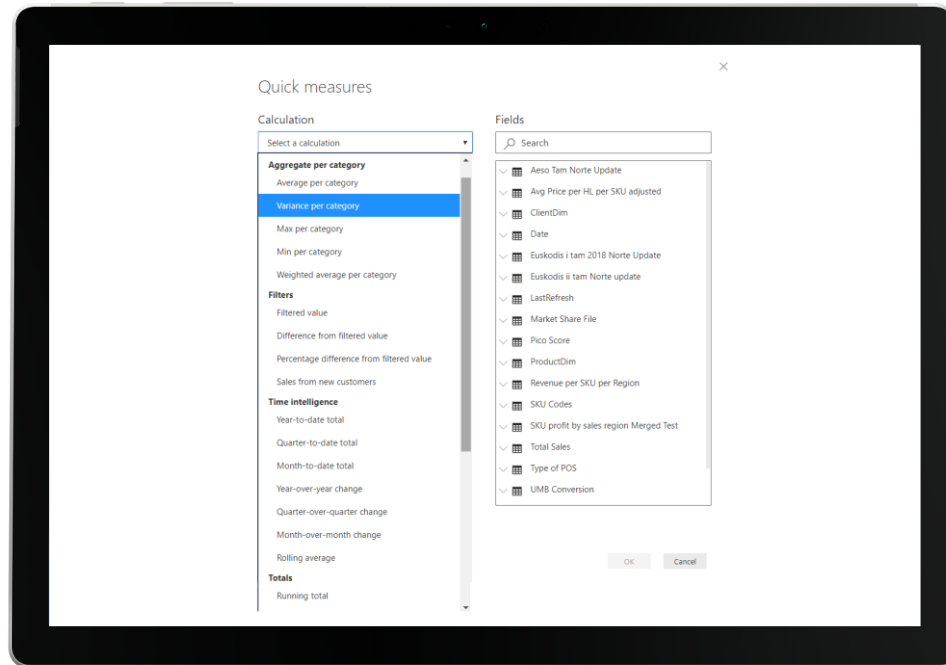 Quick measures
Calculation
Select a calculation
Aggregate per category
Average per category
Variance per category
Max per category
Min per category
Weighted average per category
Filters
Filtered value
Difference from filtered value
Percentage difference from filtered value
Sales from new customers
Time intelligence
Year-to-date total
Quarter-to-date total
Month-to-date total
Year-over-year change
Quarter-over-quarter change
Month-over-month change
Rolling average
Totals
Running total
Fields
Search
Aeso Tam Norte Update
Avg Price per HL per SKU adjusted
ClientDim
Date
Euskodis i tam 2018 Norte Update
Euskodis ii tam Norte update
LastRefresh
Market Share File
Pico Score
ProductDim
Revenue per SKU per Region
SKU Codes
SKU profit by sales region Merged Test
Total Sales
Type of POS
UMB Conversion
OK
Cancel